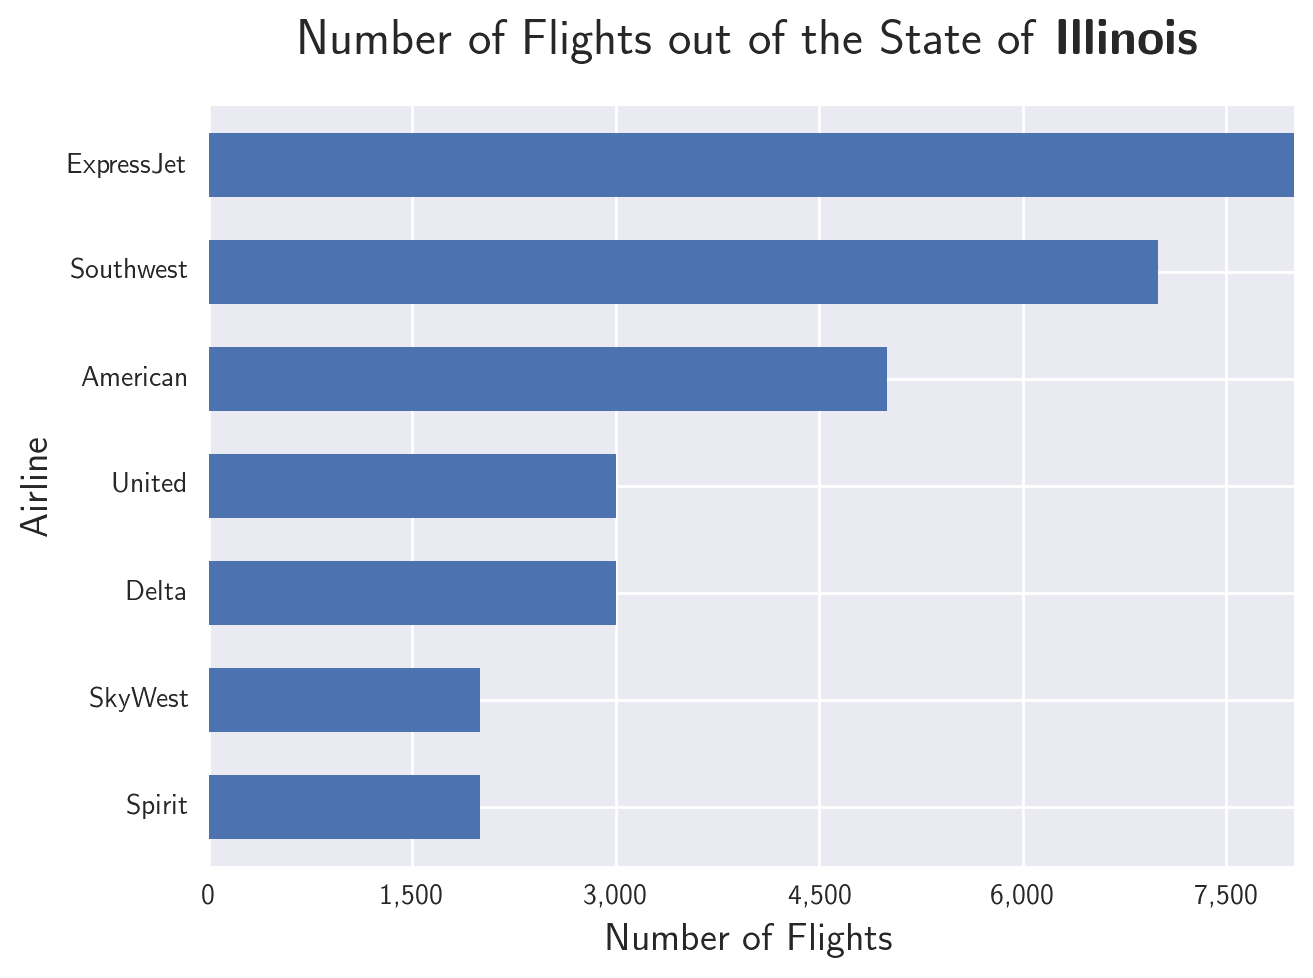 Number of Flights out of the State of Illinois
ExpressJet
Southwest
American
United
Delta
SkyWest
Spirit
Airline
0 1,500 3,000 4,500 6,000 7,500
Number of Flights